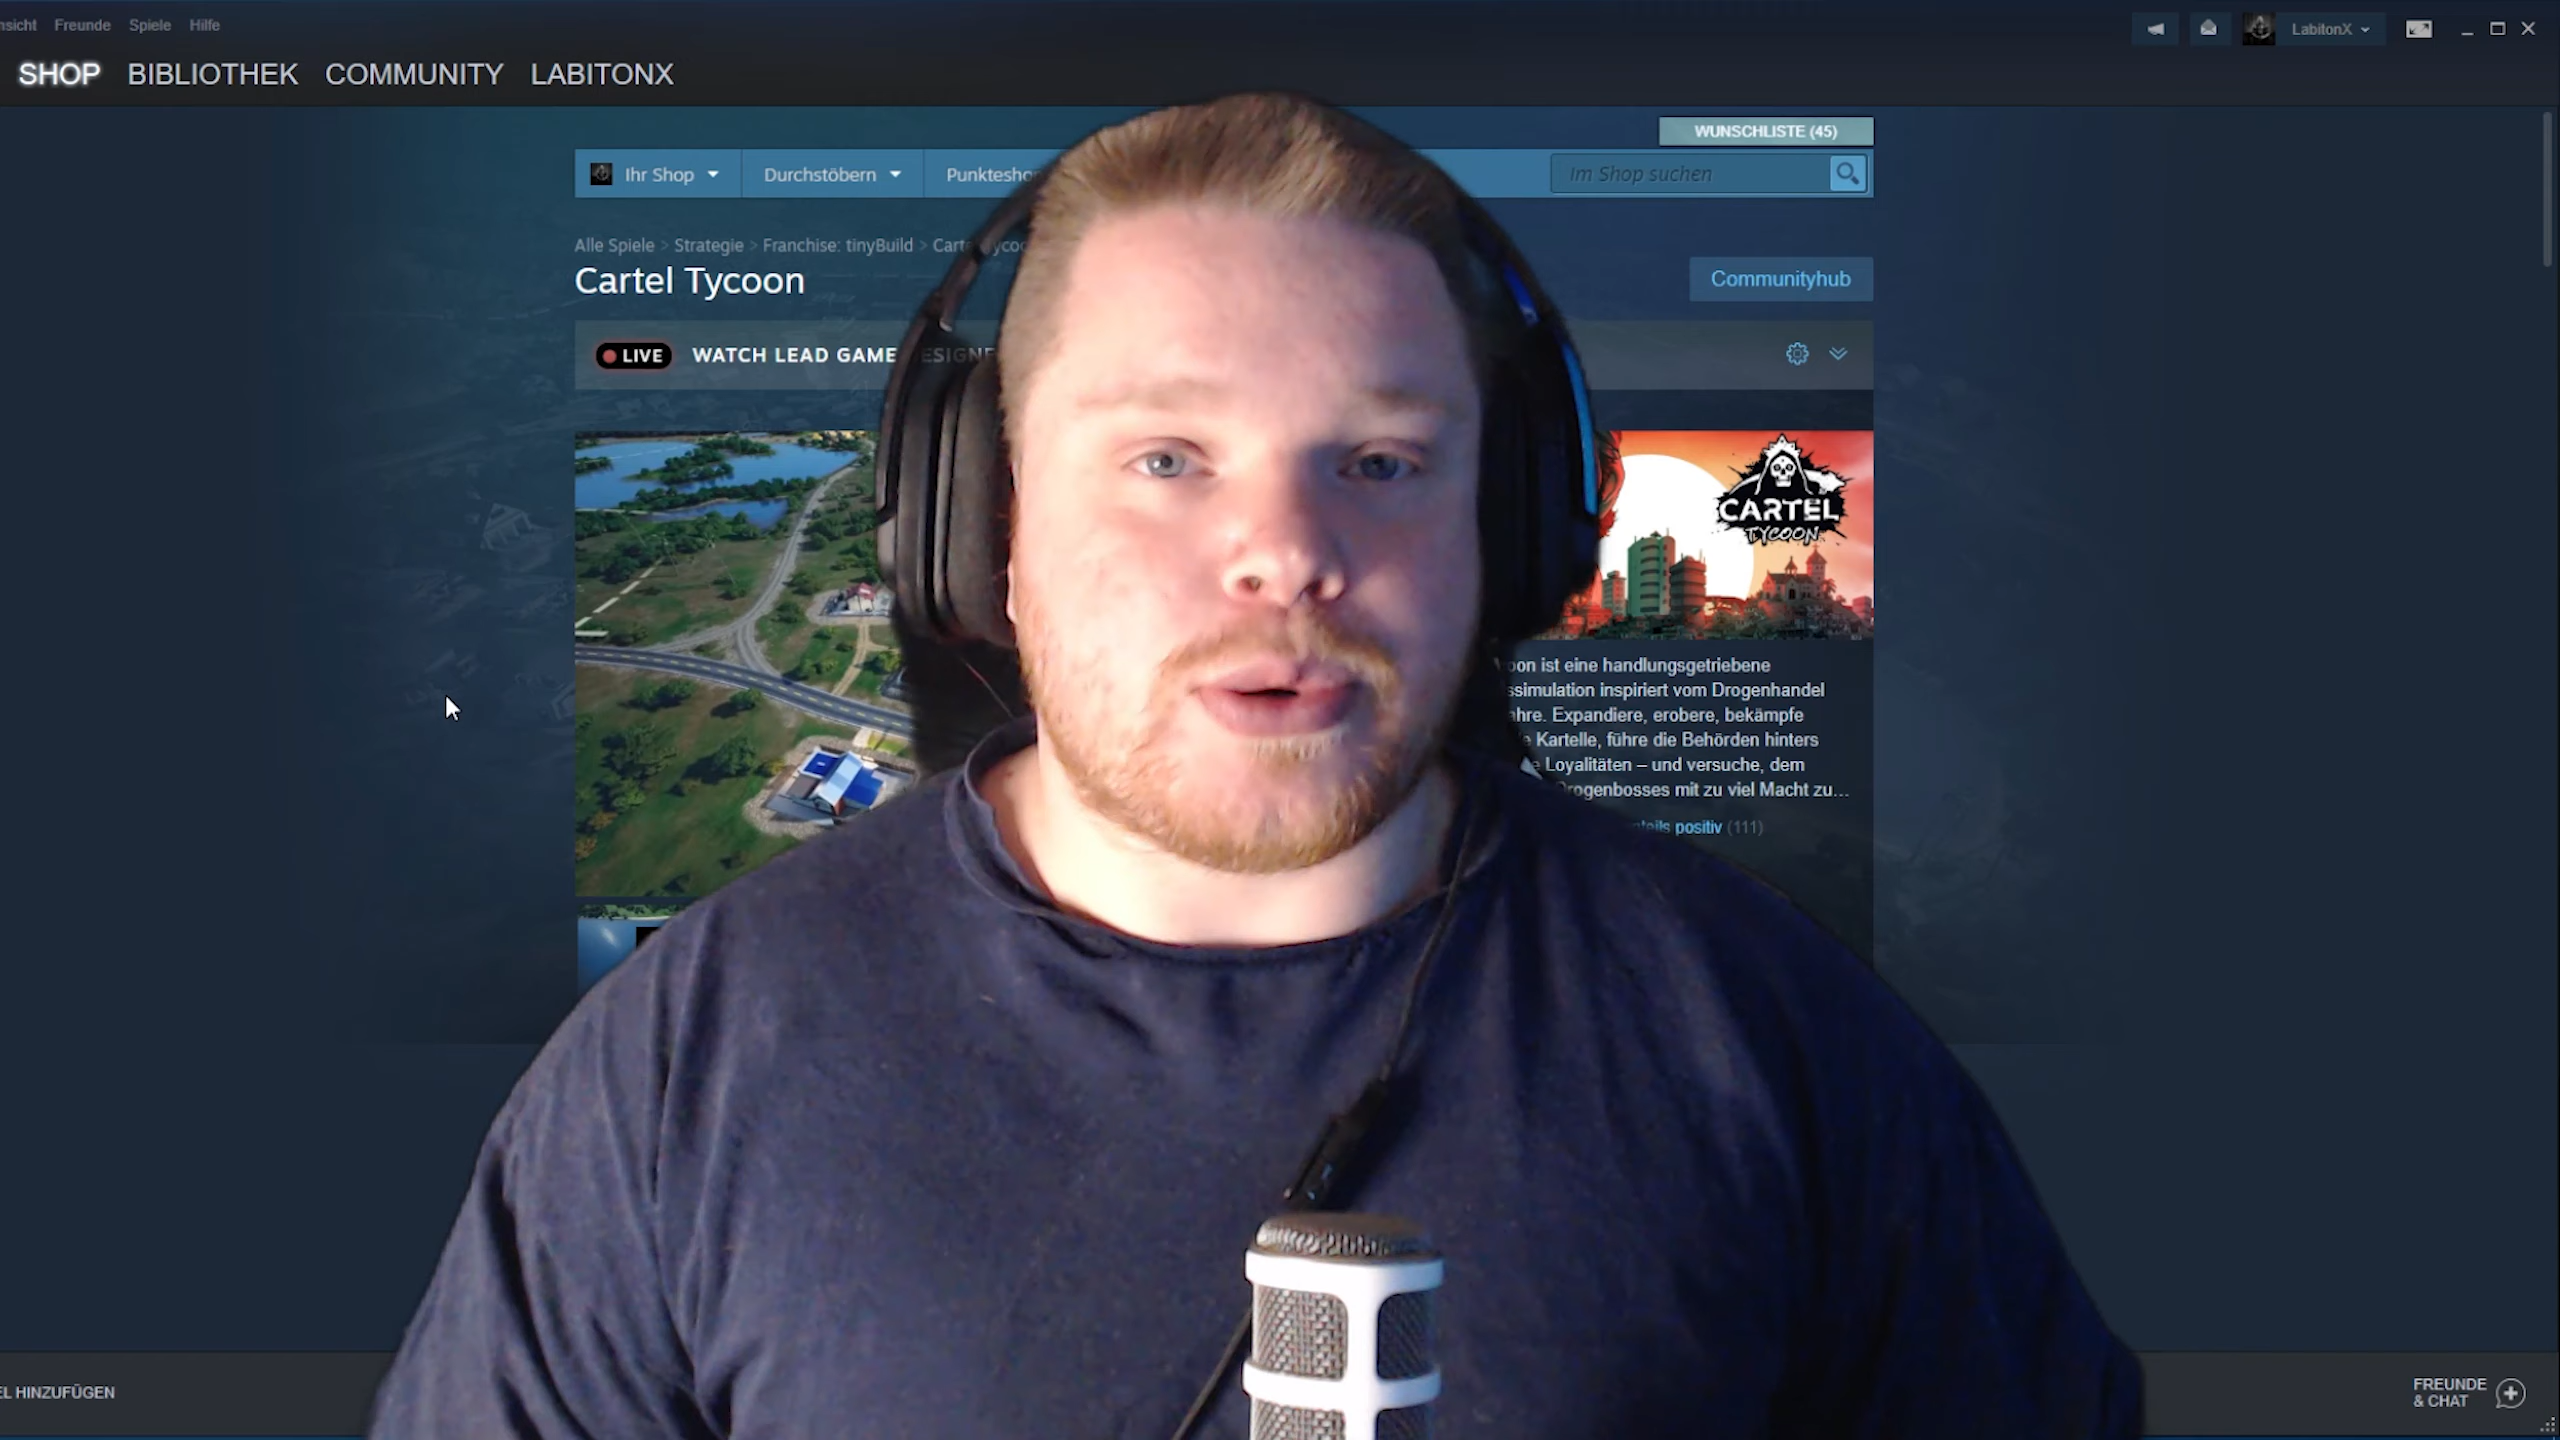 Freunde Spiele Hilfe
LabitonX
SHOP BIBLIOTHEK COMMUNITY LABITONX
WUNSCHLISTE (45)
Ihr Shop Durchstöbern
Im Shop suchen
Alle Spiele > Strategie > Franchise: tinyBuild >
Cartel Tycoon
Communityhub
LIVE WATCH LEAD GAME
CARTEL
TYCOON
ist eine handlungsgetriebene
inspiriert vom Drogenhandel
Expandiere, erobere, bekämpfe
Kartelle, führe die Behörden hinters
Loyalitäten – und versuche, dem
mit zu viel Macht zu...
positiv (111)
HINZUFÜGEN
FREUNDE
& CHAT